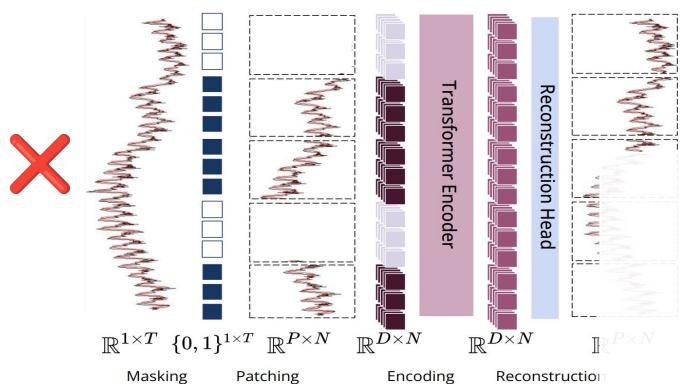 Transformer Encoder
Reconstruction Head
ℝ^{1×T} {0, 1}^{1×T} ℝ^{P×N} ℝ^{D×N} ℝ^{D×N} ℝ^{P×N}
Masking Patching Encoding Reconstruction